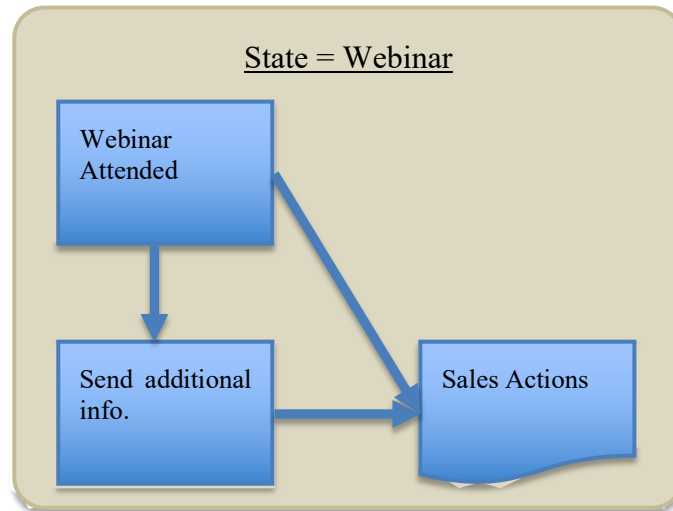 State = Webinar
Webinar
Attended
Send additional
info.
Sales Actions